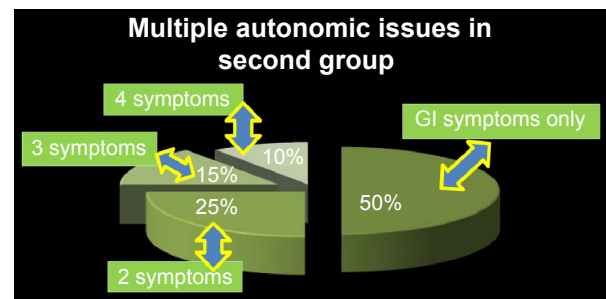 Multiple autonomic issues in
second group
4 symptoms
GI symptoms only
3 symptoms
10%
15%
25%
50%
2 symptoms